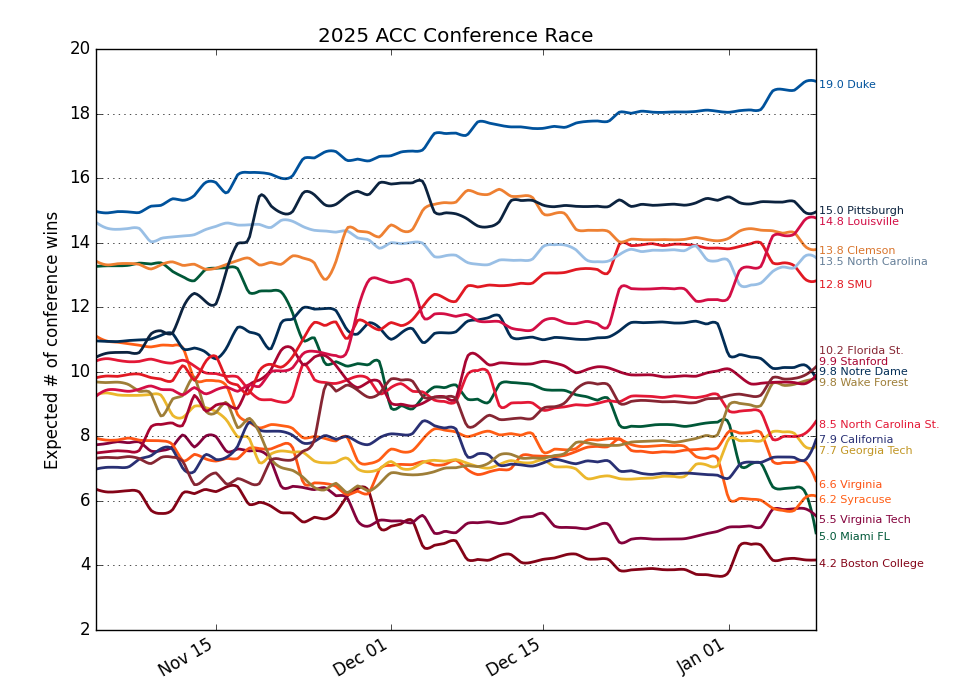 2025 ACC Conference Race
Expected # of conference wins
20
18
16
14
12
10
8
6
4
2
Nov 15
Dec 01
Dec 15
Jan 01
19.0 Duke
15.0 Pittsburgh
14.8 Louisville
13.8 Clemson
13.5 North Carolina
12.8 SMU
10.2 Florida St.
9.9 Stanford
9.8 Notre Dame
9.8 Wake Forest
8.5 North Carolina St.
7.9 California
7.7 Georgia Tech
6.6 Virginia
6.2 Syracuse
5.5 Virginia Tech
5.0 Miami FL
4.2 Boston College